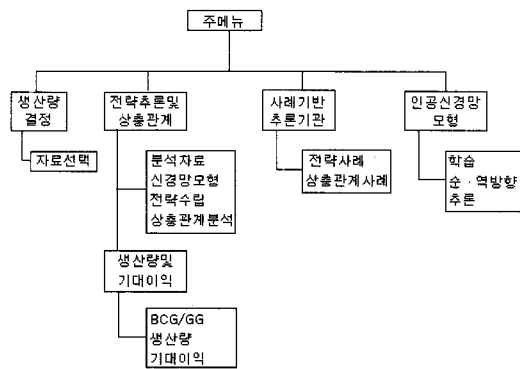 주메뉴
생산량
결정
전략추론및
상충관계
사례기반
추론기관
인공신경망
모형
자료선택
분석자료
신경망모형
전략수립
상충관계분석
전략사례
상충관계사례
학습
순·역방향
추론
생산량및
기대이익
BCG/GG
생산량
기대이익